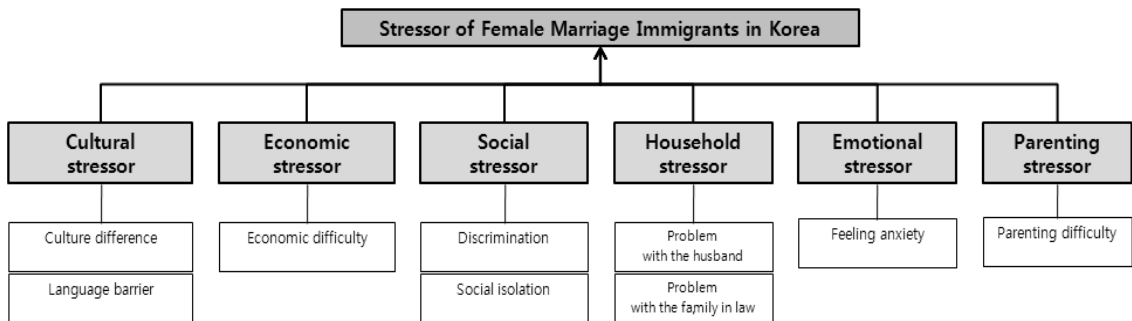 Stressor of Female Marriage Immigrants in Korea
Cultural
stressor
Economic
stressor
Social
stressor
Household
stressor
Emotional
stressor
Parenting
stressor
Culture difference
Economic difficulty
Discrimination
Problem
with the husband
Feeling anxiety
Parenting difficulty
Language barrier
Social isolation
Problem
with the family in law